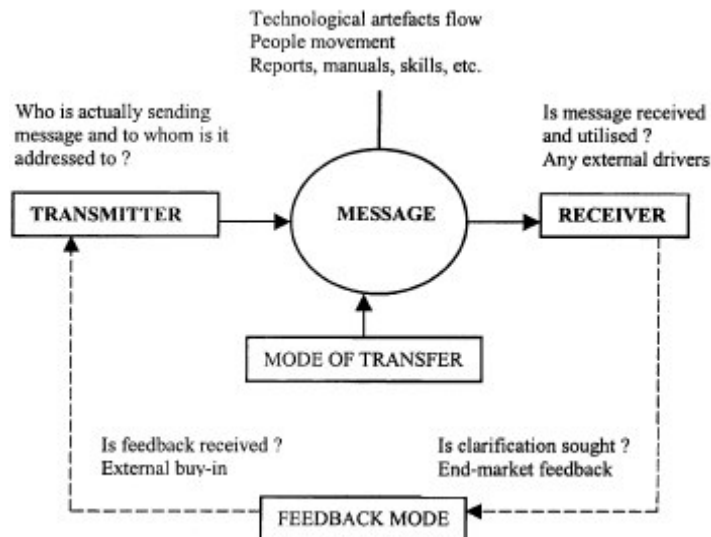 Technological artefacts flow
People movement
Reports, manuals, skills, etc.
Who is actually sending
message and to whom is it
addressed to ?
Is message received
and utilised ?
Any external drivers
TRANSMITTER
MESSAGE
RECEIVER
MODE OF TRANSFER
Is feedback received ?
External buy-in
Is clarification sought ?
End-market feedback
FEEDBACK MODE